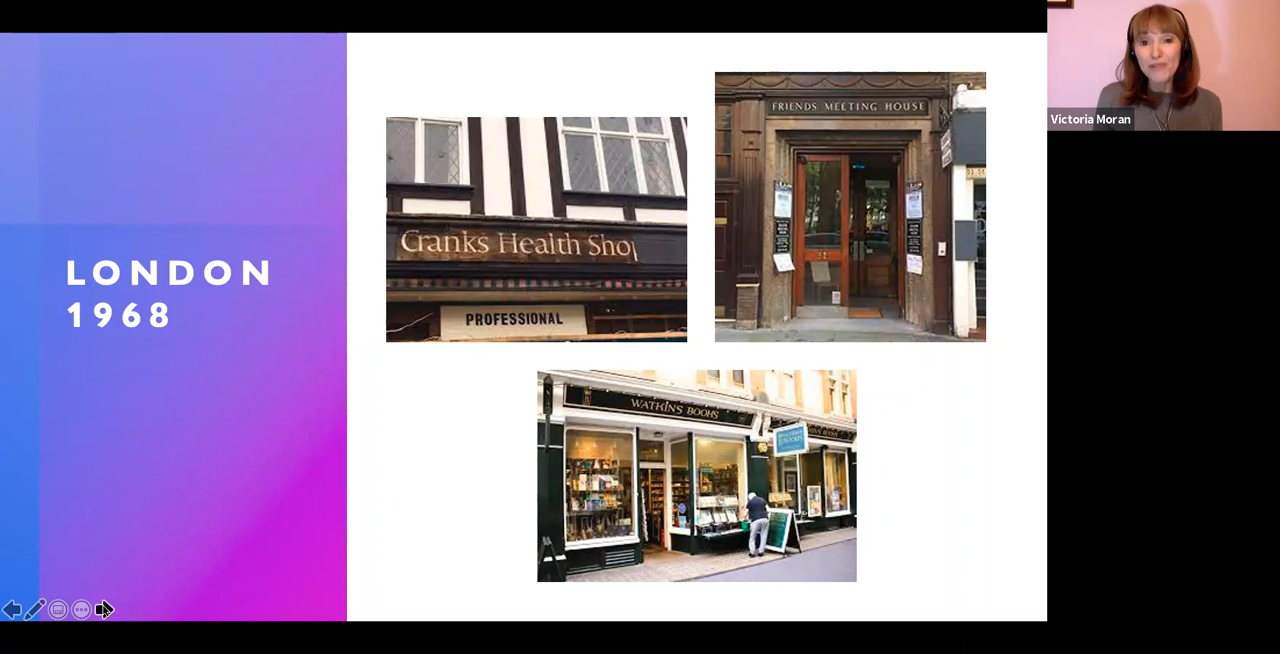 LONDON
1968
Cranks Health Shop
PROFESSIONAL
FRIENDS MEETING HOUSE
WATKINS BOOKS
Victoria Moran